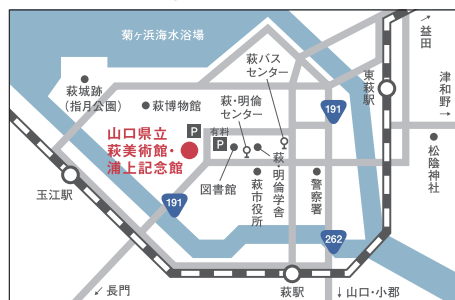 菊ヶ浜海水浴場
↗益田
萩バス
センター
東萩駅
津和野→
萩城跡
(指月公園)
萩博物館
191
萩・明倫
センター
P
有料
P
山口県立
萩美術館・
浦上記念館
図書館
萩・明倫学舎
萩市役所
警察署
松陰神社
玉江駅
191
262
↙長門
萩駅
↓山口・小郡